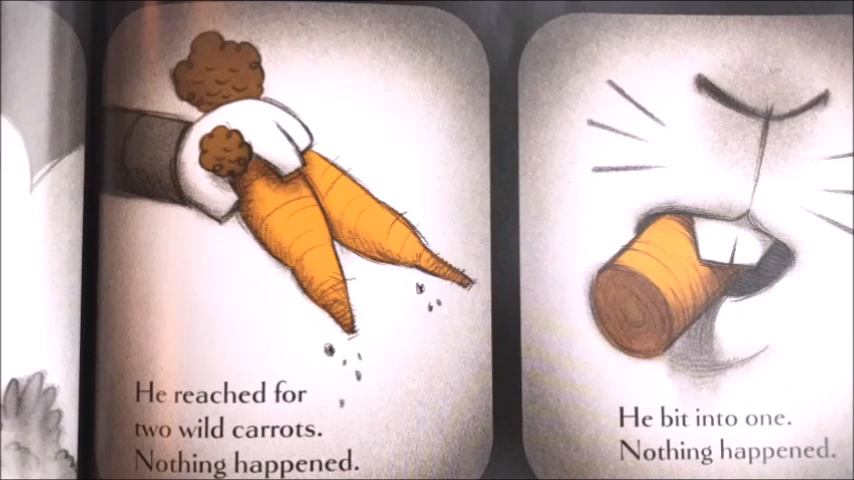 He reached for
two wild carrots.
Nothing happened.
He bit into one.
Nothing happened.